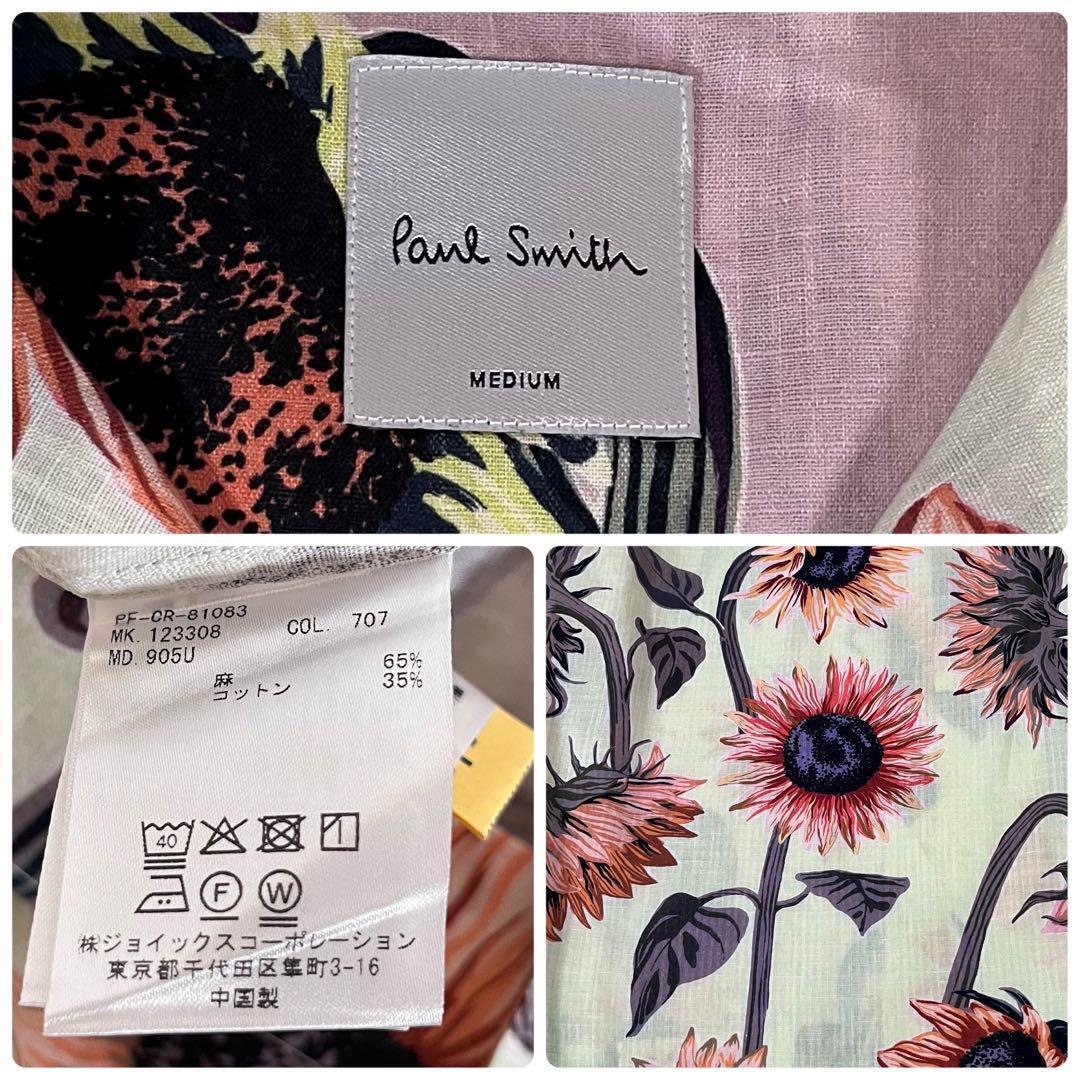 Paul Smith
MEDIUM
PF-CR-81083
MK. 123308 COL. 707
MD. 905U
麻 65%
コットン 35%
40
F W
㈱ジョイックスコーポレーション
東京都千代田区隼町3-16
中国製